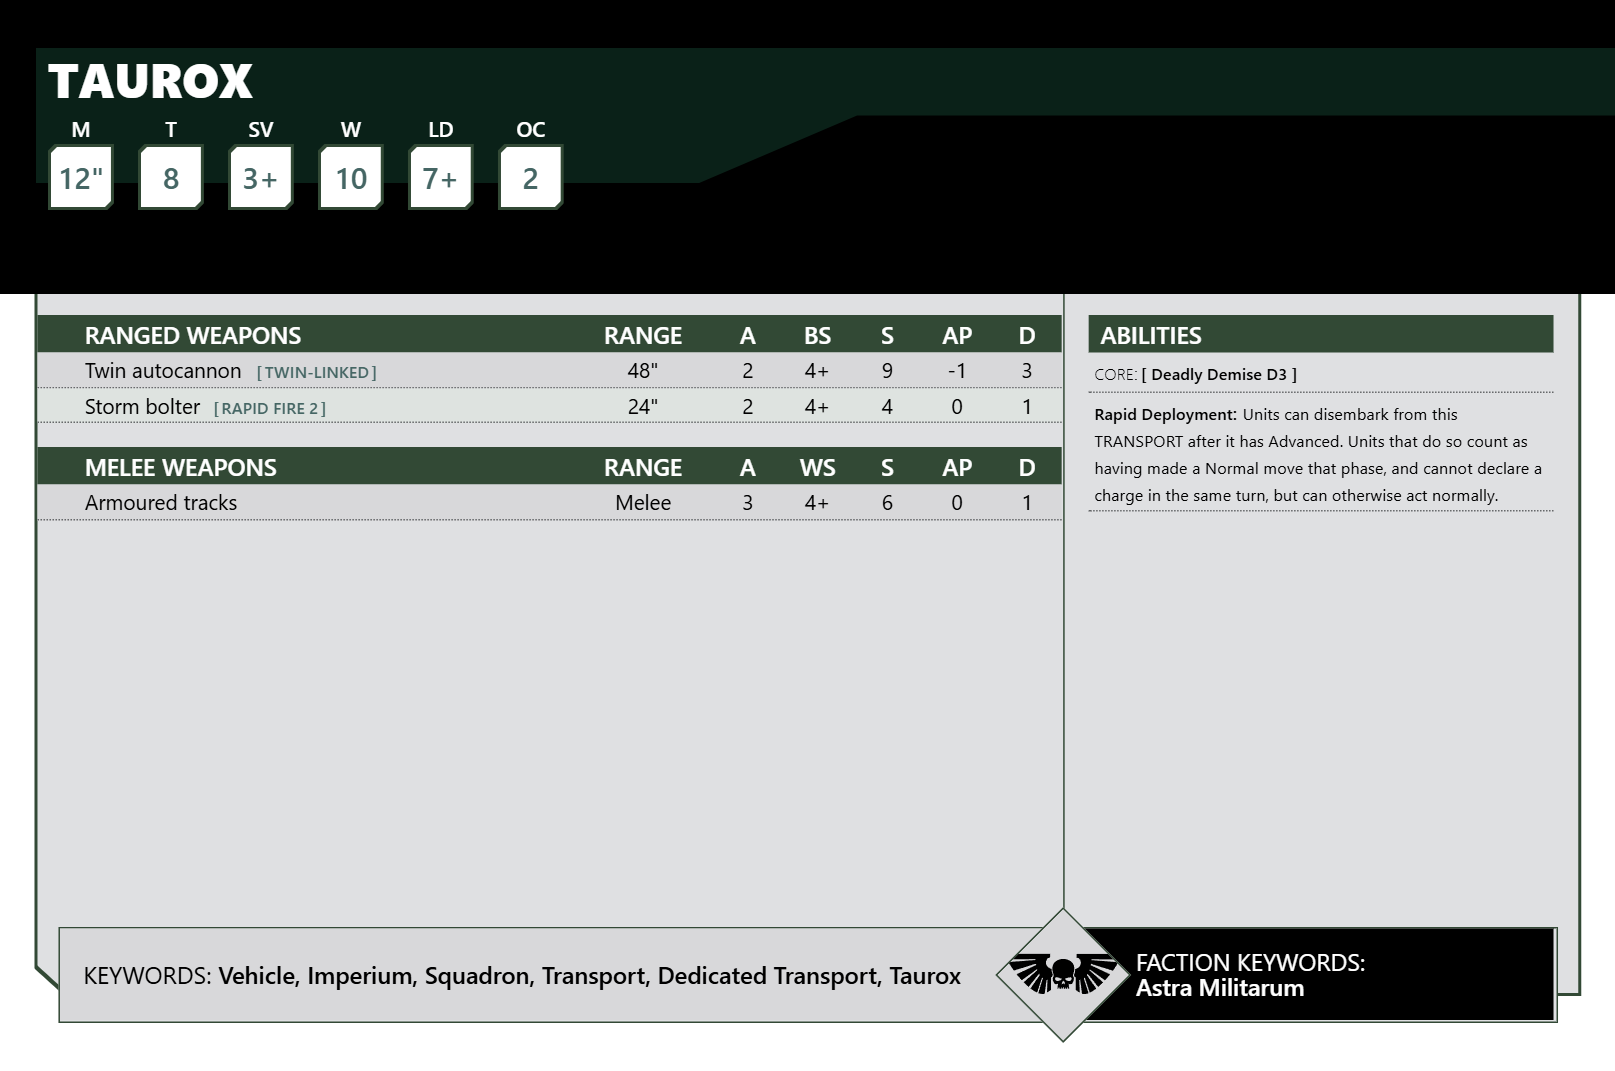 TAUROX
M T SV W LD OC
12" 8 3+ 10 7+ 2
RANGED WEAPONS RANGE A BS S AP D
Twin autocannon [TWIN-LINKED] 48" 2 4+ 9 -1 3
Storm bolter [RAPID FIRE 2] 24" 2 4+ 4 0 1
MELEE WEAPONS RANGE A WS S AP D
Armoured tracks Melee 3 4+ 6 0 1
ABILITIES
CORE: [ Deadly Demise D3 ]
Rapid Deployment: Units can disembark from this
TRANSPORT after it has Advanced. Units that do so count as
having made a Normal move that phase, and cannot declare a
charge in the same turn, but can otherwise act normally.
KEYWORDS: Vehicle, Imperium, Squadron, Transport, Dedicated Transport, Taurox
FACTION KEYWORDS:
Astra Militarum